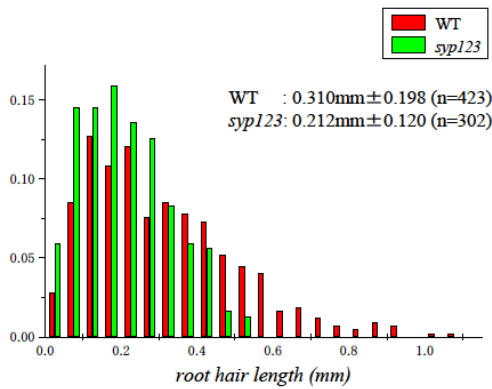 WT
syp123
WT : 0.310mm±0.198 (n=423)
syp123: 0.212mm±0.120 (n=302)
0.15
0.10
0.05
0.00
0.0 0.2 0.4 0.6 0.8 1.0
root hair length (mm)